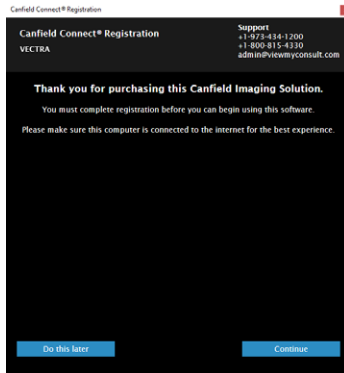 Canfield Connect® Registration
Canfield Connect® Registration
VECTRA
Support
+1-973-434-1200
+1-800-815-4330
admin@viewmyconsult.com
Thank you for purchasing this Canfield Imaging Solution.
You must complete registration before you can begin using this software.
Please make sure this computer is connected to the internet for the best experience.
Do this later
Continue